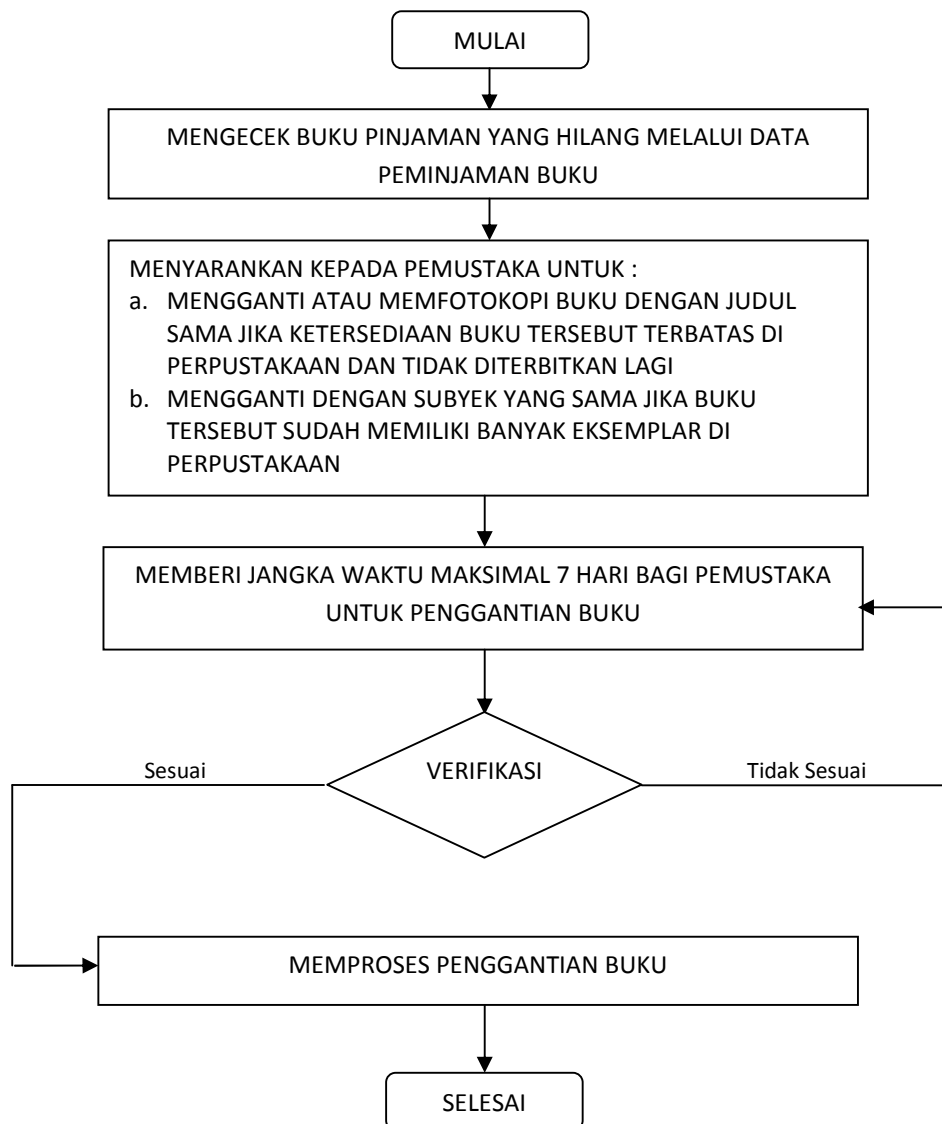 MULAI
MENGECEK BUKU PINJAMAN YANG HILANG MELALUI DATA
PEMINJAMAN BUKU
MENYARANKAN KEPADA PEMUSTAKA UNTUK :
a. MENGGANTI ATAU MEMFOTOKOPI BUKU DENGAN JUDUL
SAMA JIKA KETERSEDIAAN BUKU TERSEBUT TERBATAS DI
PERPUSTAKAAN DAN TIDAK DITERBITKAN LAGI
b. MENGGANTI DENGAN SUBYEK YANG SAMA JIKA BUKU
TERSEBUT SUDAH MEMILIKI BANYAK EKSEMPLAR DI
PERPUSTAKAAN
MEMBERI JANGKA WAKTU MAKSIMAL 7 HARI BAGI PEMUSTAKA
UNTUK PENGGANTIAN BUKU
Sesuai
VERIFIKASI
Tidak Sesuai
MEMPROSES PENGGANTIAN BUKU
SELESAI